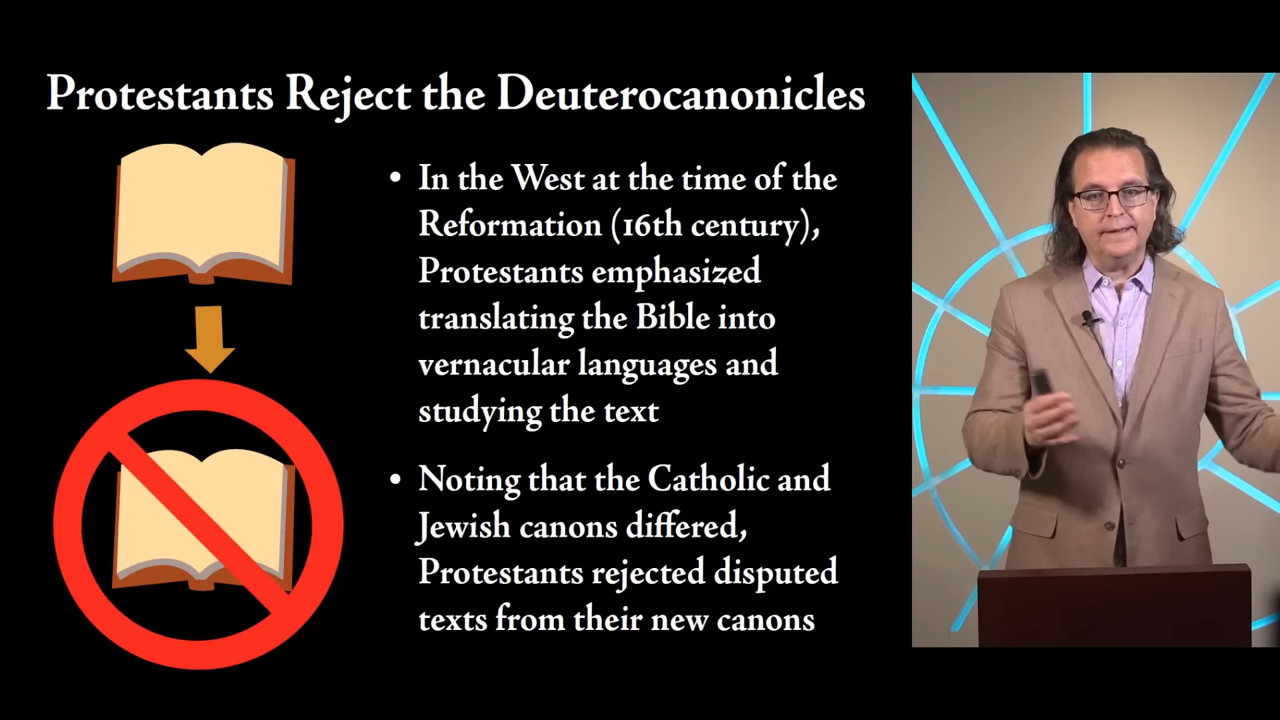 Protestants Reject the Deuterocanonicles
• In the West at the time of the
Reformation (16th century),
Protestants emphasized
translating the Bible into
vernacular languages and
studying the text
• Noting that the Catholic and
Jewish canons differed,
Protestants rejected disputed
texts from their new canons